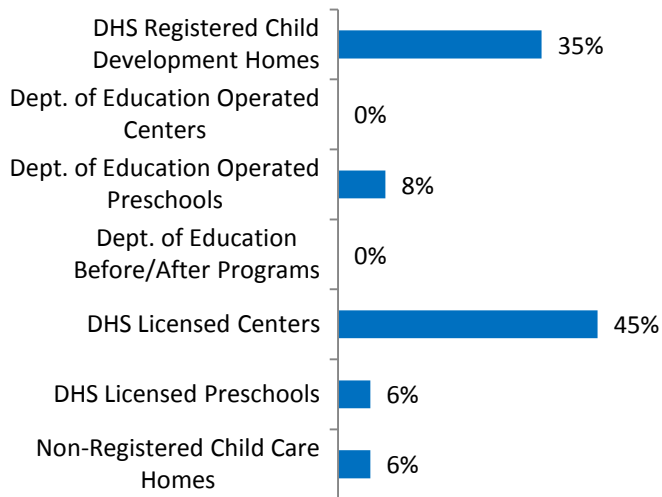 DHS Registered Child
Development Homes
35%
Dept. of Education Operated
Centers
0%
Dept. of Education Operated
Preschools
8%
Dept. of Education
Before/After Programs
0%
DHS Licensed Centers
45%
DHS Licensed Preschools
6%
Non-Registered Child Care
Homes
6%